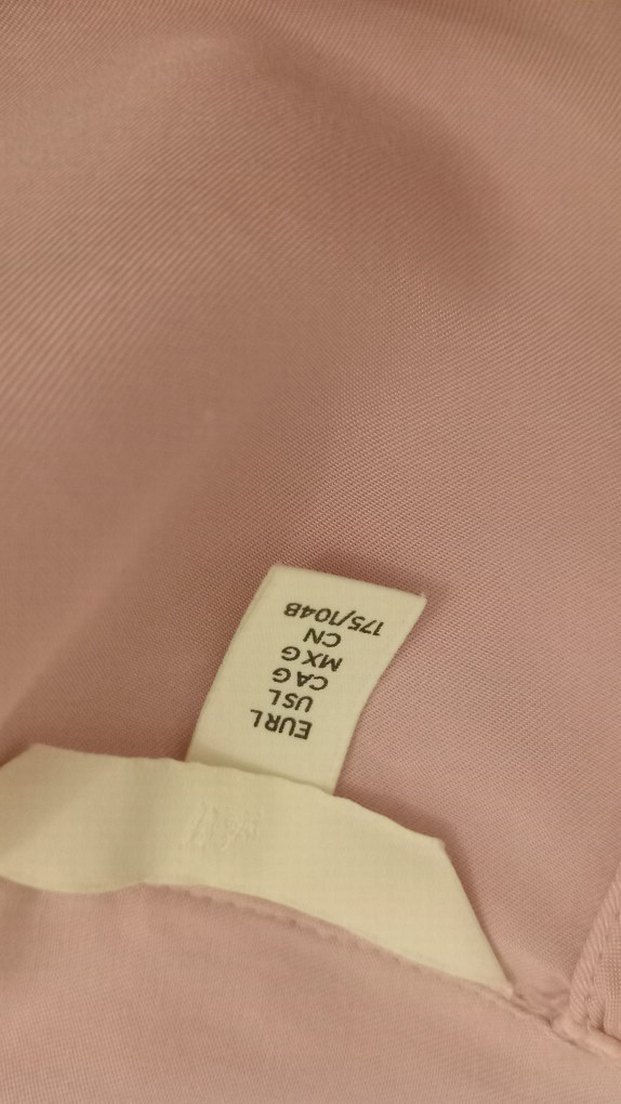 EUR L
US L
CA G
MX G
CN
175/104B